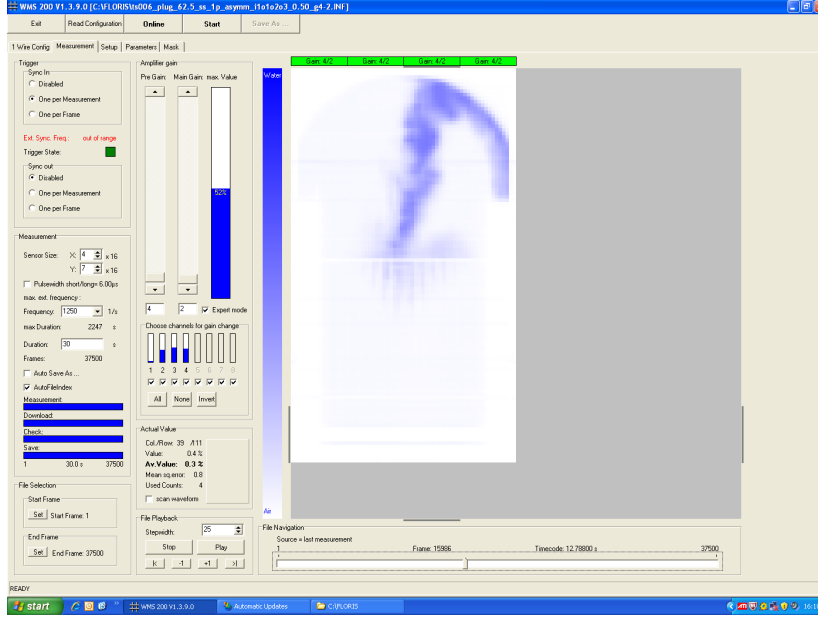 WMS 200 V1.3.9.0 [C:\FLORIS\ts006_plug_62.5_ss_1p_asymm_i1o1o2o3_0.50_g4-2.INF]
Exit Read Configuration Online Start Save As ...
1 Wire Config Measurement Setup Parameters Mask
Trigger
Sync In
Disabled
One per Measurement
One per Frame
Ext. Sync. Freq.: out of range
Trigger State:
Sync out
Disabled
One per Measurement
One per Frame
Measurement
Sensor Size: X: 4 x 16
Y: 7 x 16
Pulsewidth short/long= 6.00µs
max. ext. frequency :
Frequency: 1250 1/s
max Duration: 2247 s
Duration: 30 s
Frames: 37500
Auto Save As ...
AutoFileIndex
Measurement:
Download:
Check:
Save:
1 30.0 s 37500
File Selection
Start Frame
Set Start Frame: 1
End Frame
Set End Frame: 37500
Amplifier gain
Pre Gain: Main Gain: max. Value
52%
4 2 Expert mode
Choose channels for gain change
1 2 3 4 5 6 7 8
All None Invert
Actual Value
Col./Row: 39 /111
Value: 0.4 %
Av.Value: 0.3 %
Mean sq.error: 0.8
Used Counts: 4
scan waveform
File Playback:
Stepwidth: 25
Stop Play
|< -1 +1 >|
Water
Air
Gain: 4/2 Gain: 4/2 Gain: 4/2 Gain: 4/2
File Navigation
Source = last measurement
1 Frame: 15986 Timecode: 12.78800 s 37500
READY
start WMS 200 V1.3.9.0 Automatic Updates C:\FLORIS